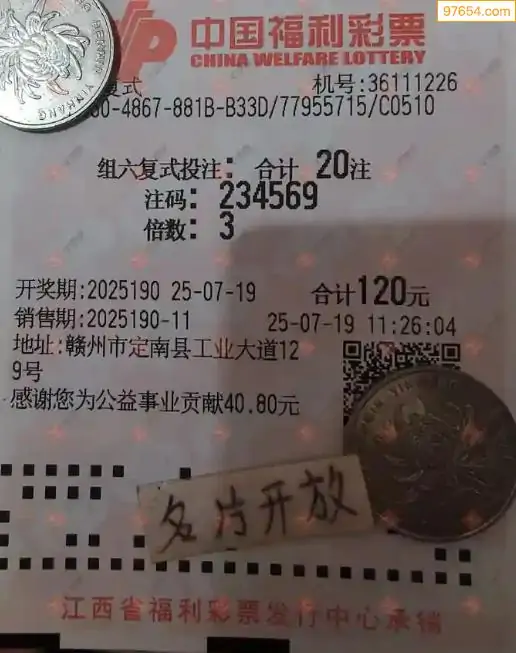 97654.com
中国福利彩票
CHINA WELFARE LOTTERY
复式
机号:36111226
0-4867-881B-B33D/77955715/C0510
组六复式投注: 合计 20注
注码: 234569
倍数: 3
开奖期:2025190 25-07-19 合计120元
销售期:2025190-11 25-07-19 11:26:04
地址:赣州市定南县工业大道12
9号
感谢您为公益事业贡献40.80元
名片开放
江西省福利彩票发行中心承销